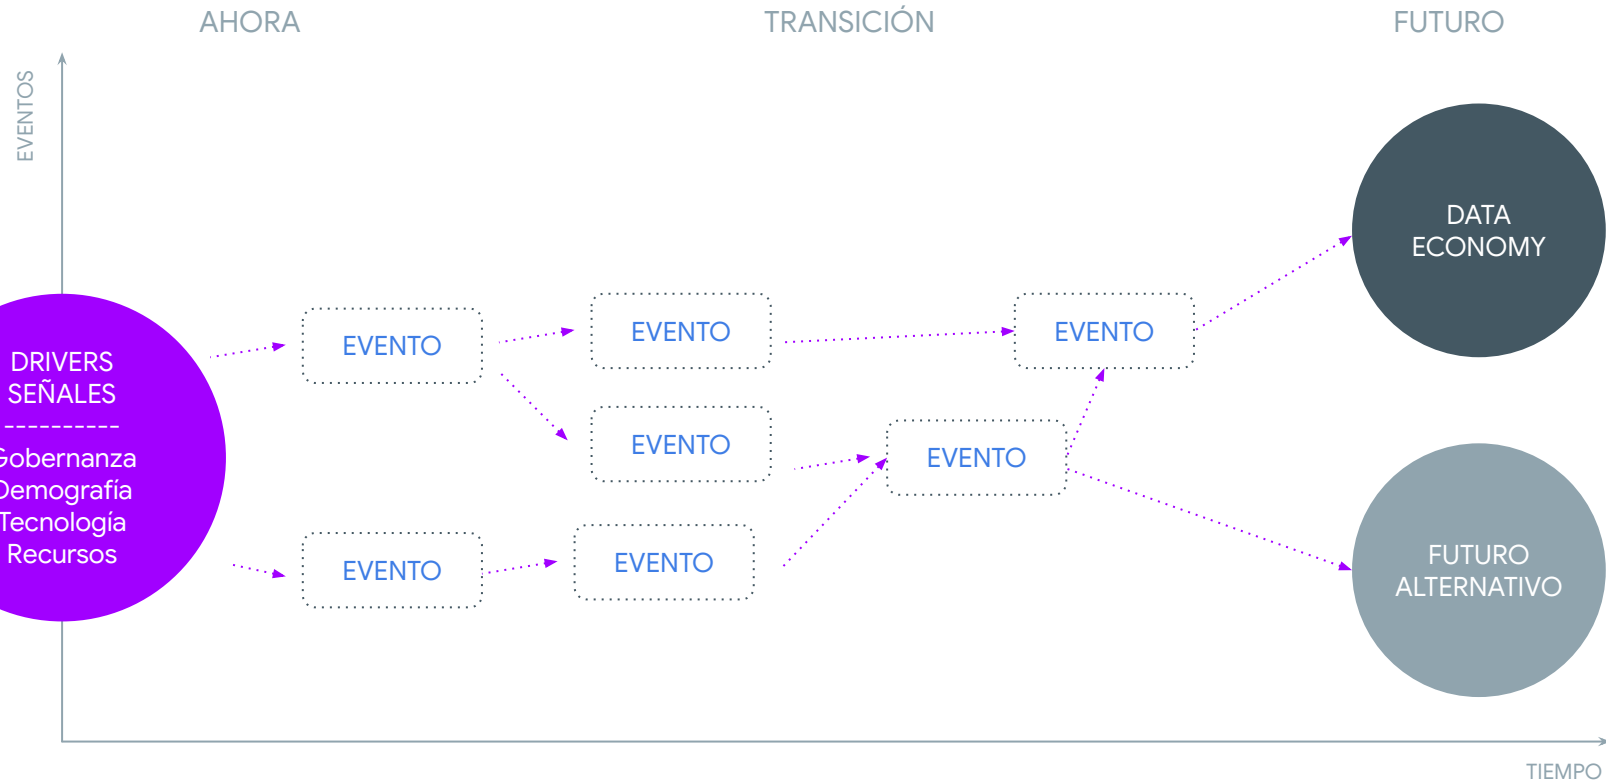 AHORA
TRANSICIÓN
FUTURO
EVENTOS
DATA
ECONOMY
EVENTO
EVENTO
EVENTO
DRIVERS
SEÑALES
----------
Gobernanza
Demografía
Tecnología
Recursos
EVENTO
EVENTO
EVENTO
EVENTO
FUTURO
ALTERNATIVO
TIEMPO